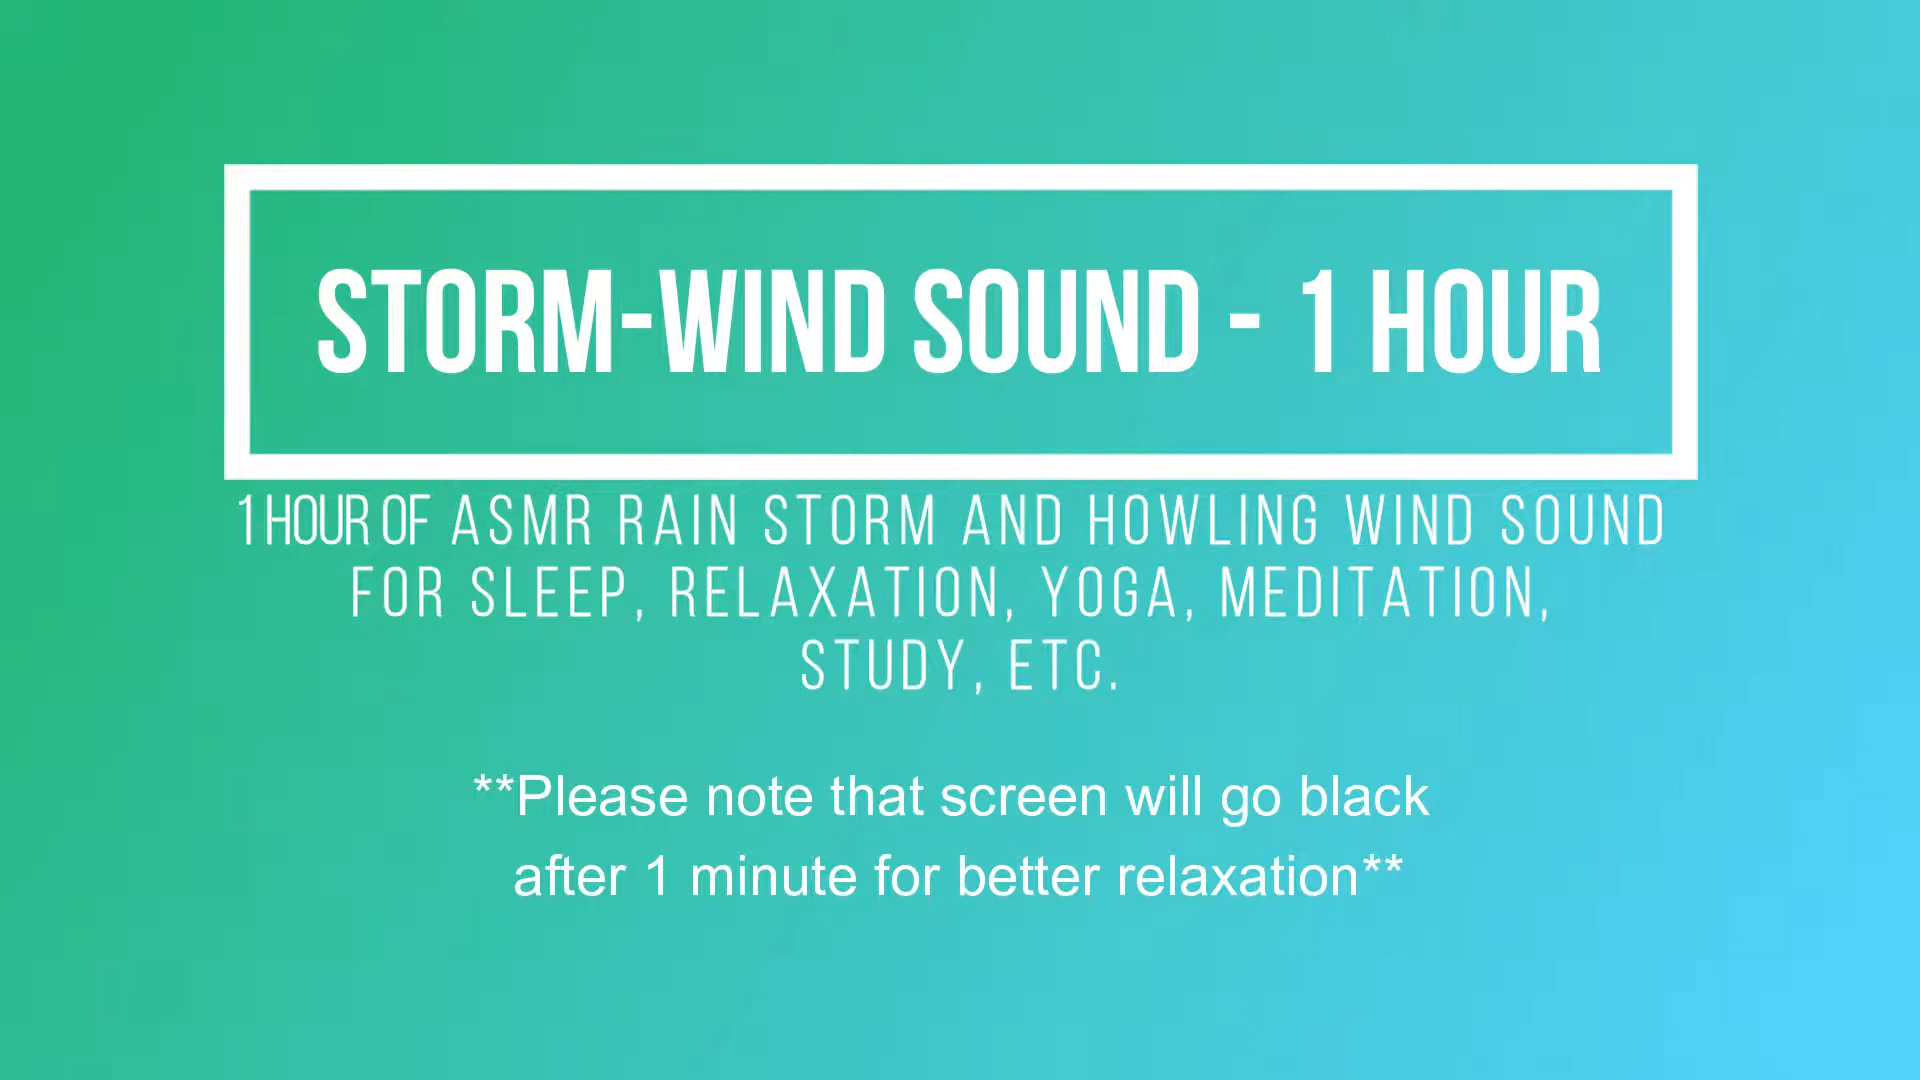 STORM-WIND SOUND - 1 HOUR
1 HOUR OF ASMR RAIN STORM AND HOWLING WIND SOUND
FOR SLEEP, RELAXATION, YOGA, MEDITATION,
STUDY, ETC.
**Please note that screen will go black
after 1 minute for better relaxation**